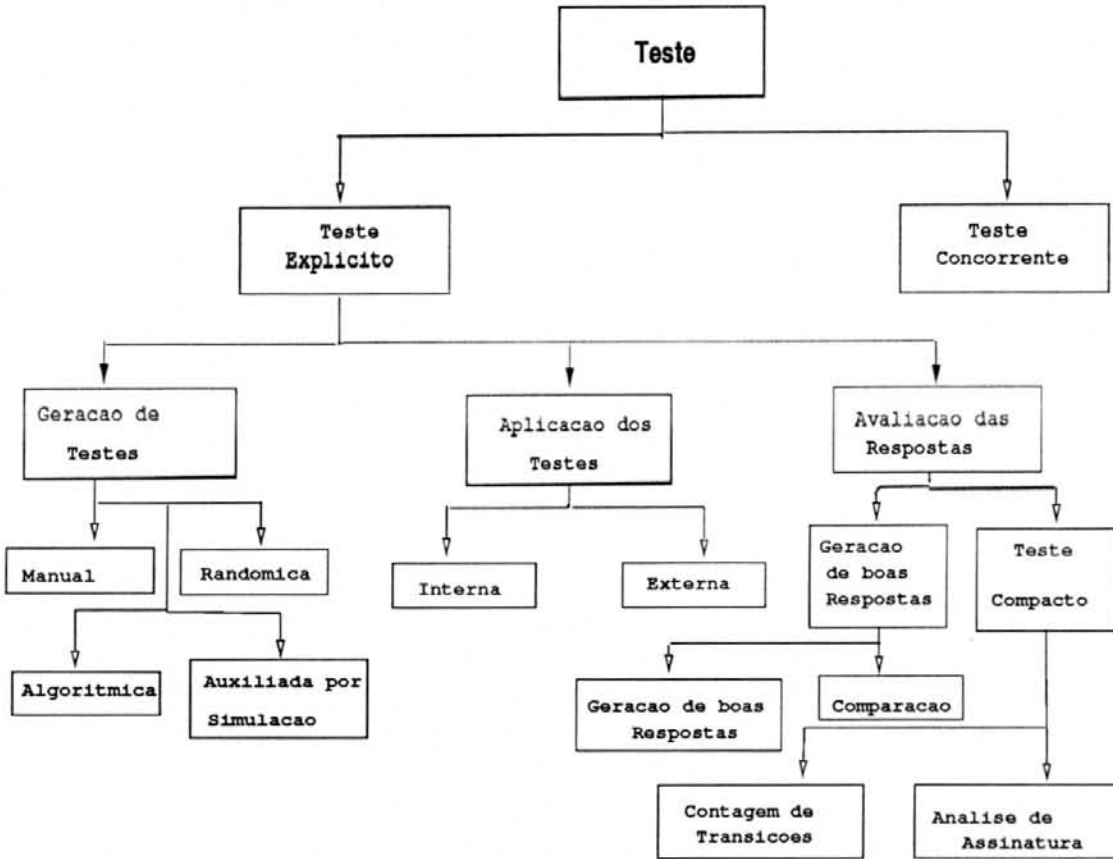 Teste
Teste
Explícito
Teste
Concorrente
Geracao de
Testes
Aplicacao dos
Testes
Avaliacao das
Respostas
Manual
Randomica
Interna
Externa
Geracao
de boas
Respostas
Teste
Compacto
Algoritmica
Auxiliada por
Simulacao
Geracao de boas
Respostas
Comparacao
Contagem de
Transicoes
Analise de
Assinatura